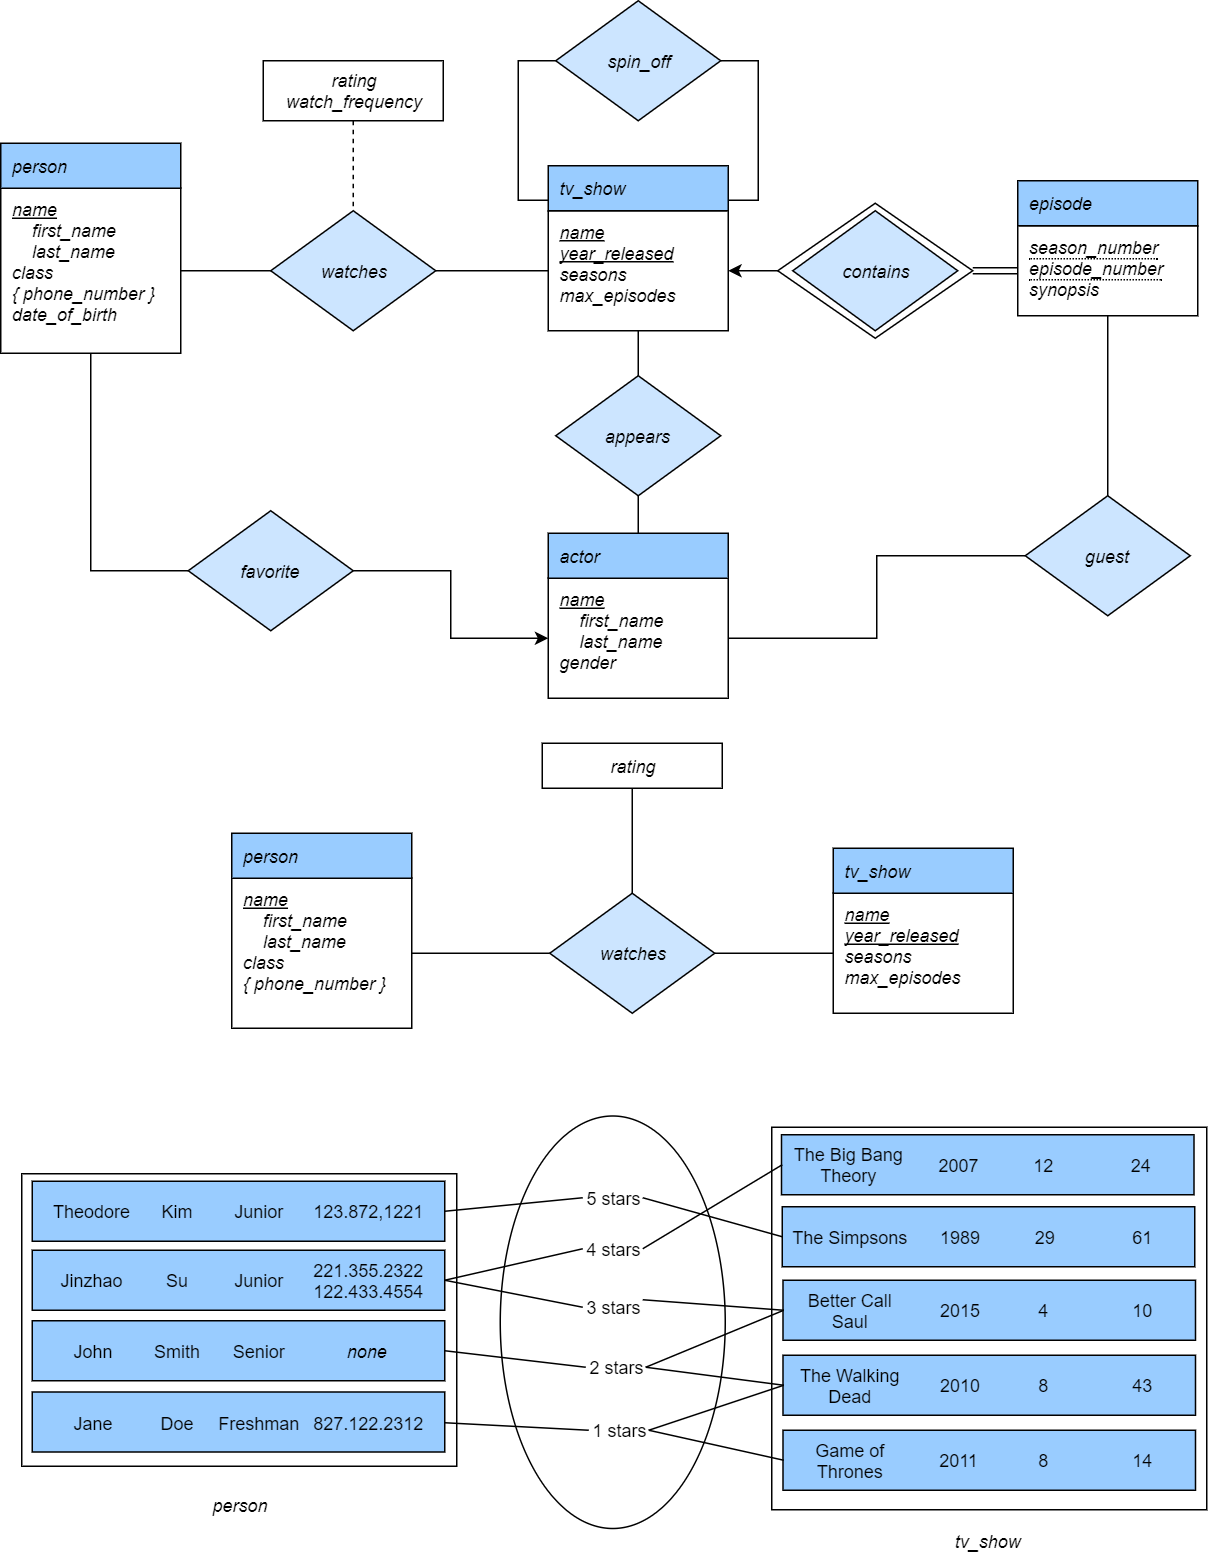 spin_off
rating
watch_frequency
person
name
first_name
last_name
class
{ phone_number }
date_of_birth
watches
tv_show
name
year_released
seasons
max_episodes
contains
episode
season_number
episode_number
synopsis
appears
favorite
actor
name
first_name
last_name
gender
guest
rating
person
name
first_name
last_name
class
{ phone_number }
watches
tv_show
name
year_released
seasons
max_episodes
Theodore Kim Junior 123.872,1221
Jinzhao Su Junior 221.355.2322
122.433.4554
John Smith Senior none
Jane Doe Freshman 827.122.2312
person
5 stars
4 stars
3 stars
2 stars
1 stars
The Big Bang
Theory 2007 12 24
The Simpsons 1989 29 61
Better Call
Saul 2015 4 10
The Walking
Dead 2010 8 43
Game of
Thrones 2011 8 14
tv_show